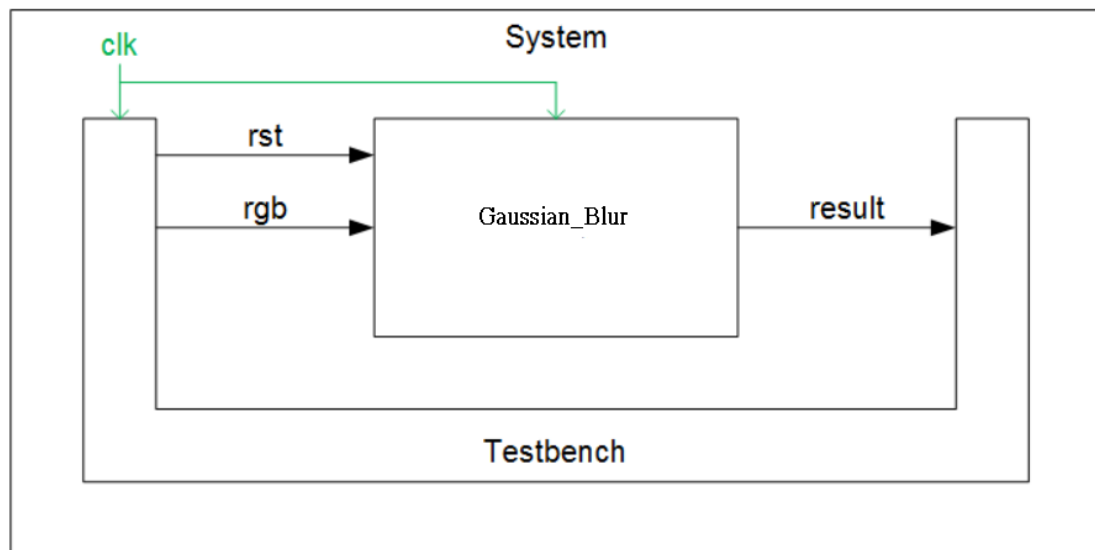 System
clk
rst
rgb
Gaussian_Blur
result
Testbench